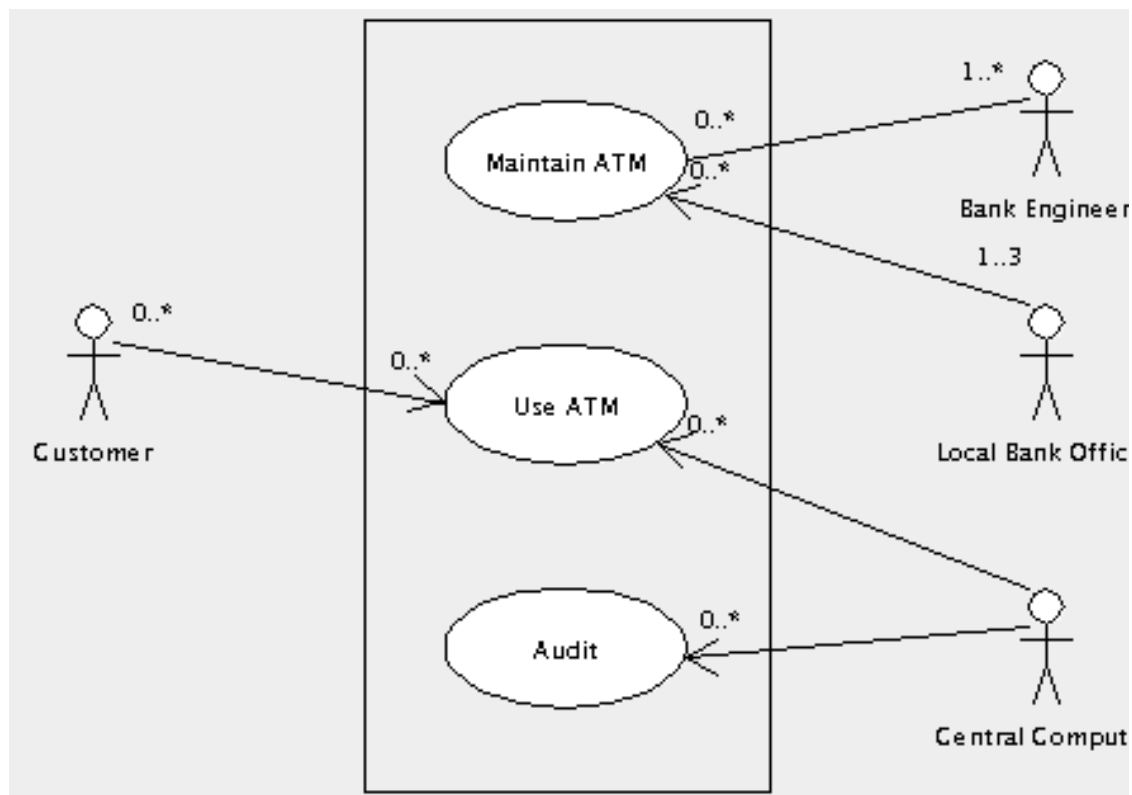 1..*
0..*
Maintain ATM
0..*
Bank Engineer
1..3
0..*
0..*
Use ATM
0..*
Customer
Local Bank Offic
0..*
Audit
Central Comput